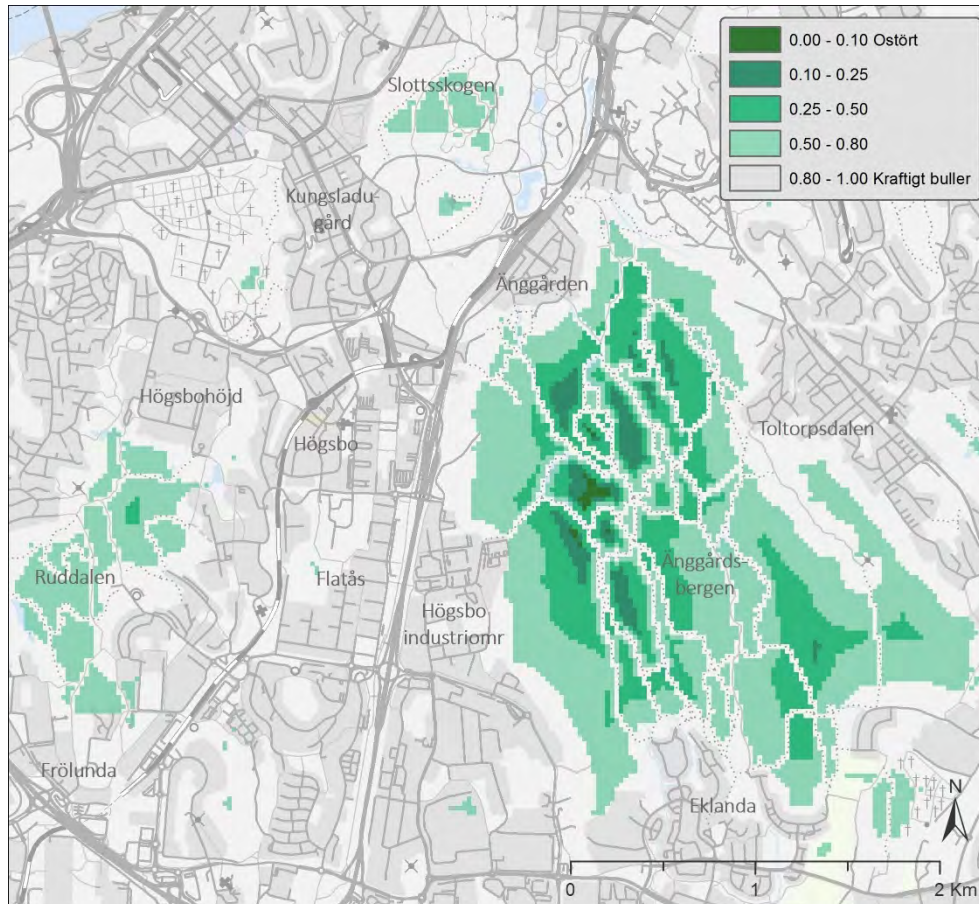 0.00 - 0.10 Ostört
0.10 - 0.25
0.25 - 0.50
0.50 - 0.80
0.80 - 1.00 Kraftigt buller
Slottsskogen
Kungsladu-
gård
Änggården
Högsbohöjd
Högsbo
Toltorpsdalen
Ruddalen
Flatås
Änggårds-
bergen
Högsbo
industriomr
Frölunda
Eklanda
N
0 1 2 Km